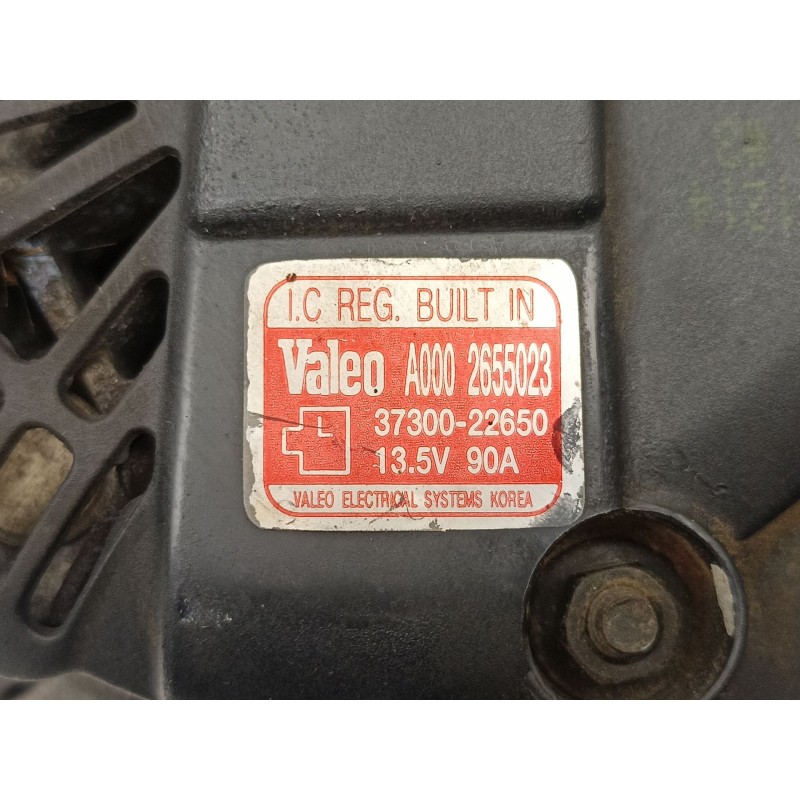 I.C REG. BUILT IN
Valeo A000 2655023
L 37300-22650
13.5V 90A
VALEO ELECTRICAL SYSTEMS KOREA